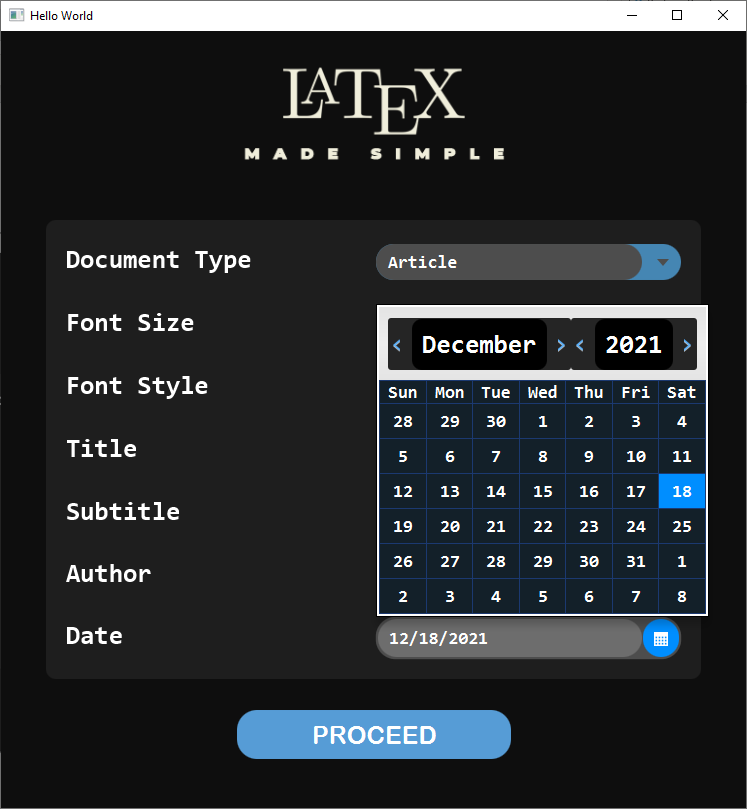 Hello World
LATEX
MADE SIMPLE
Document Type Article
Font Size
‹ December › ‹ 2021 ›
Font Style
Sun Mon Tue Wed Thu Fri Sat
28 29 30 1 2 3 4
Title
5 6 7 8 9 10 11
12 13 14 15 16 17 18
Subtitle
19 20 21 22 23 24 25
26 27 28 29 30 31 1
Author
2 3 4 5 6 7 8
Date 12/18/2021
PROCEED